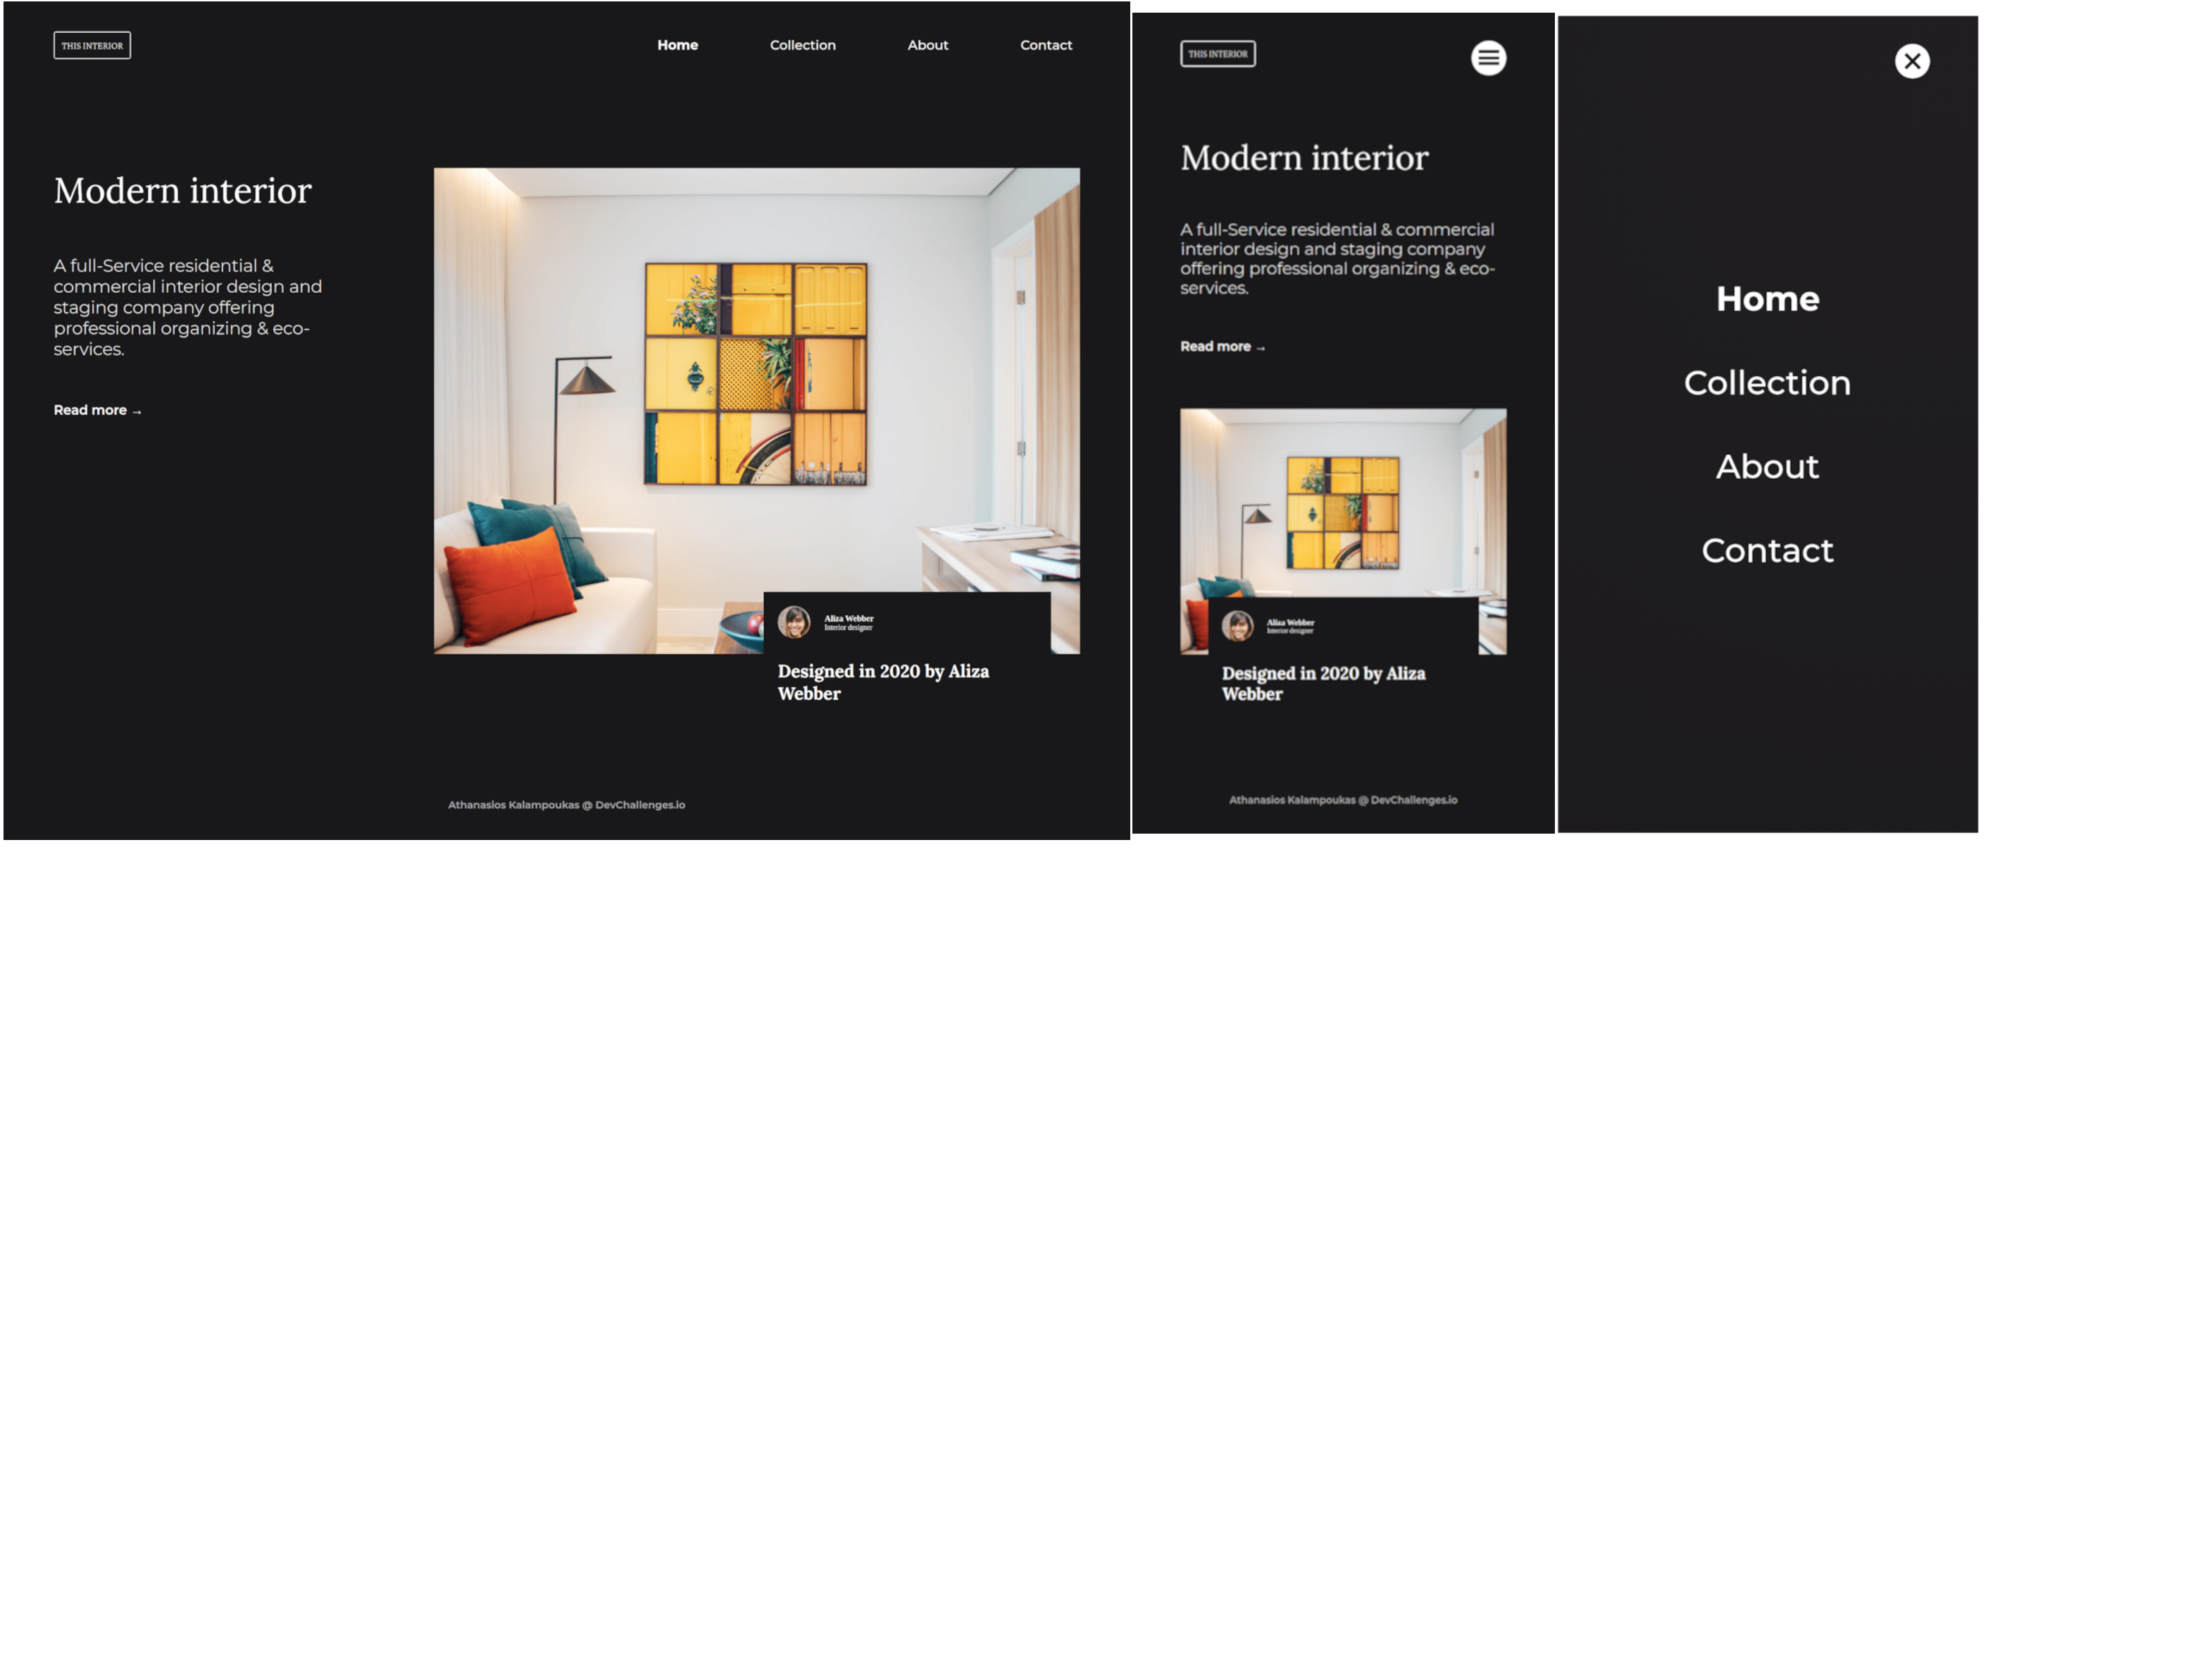 THIS INTERIOR
Home
Collection
About
Contact
Modern interior
A full-Service residential &
commercial interior design and
staging company offering
professional organizing & eco-
services.
Read more →
Aliza Webber
Interior designer
Designed in 2020 by Aliza
Webber
Athanasios Kalampoukas @ DevChallenges.io
THIS INTERIOR
Modern interior
A full-Service residential & commercial
interior design and staging company
offering professional organizing & eco-
services.
Read more →
Aliza Webber
Interior designer
Designed in 2020 by Aliza
Webber
Athanasios Kalampoukas @ DevChallenges.io
Home
Collection
About
Contact